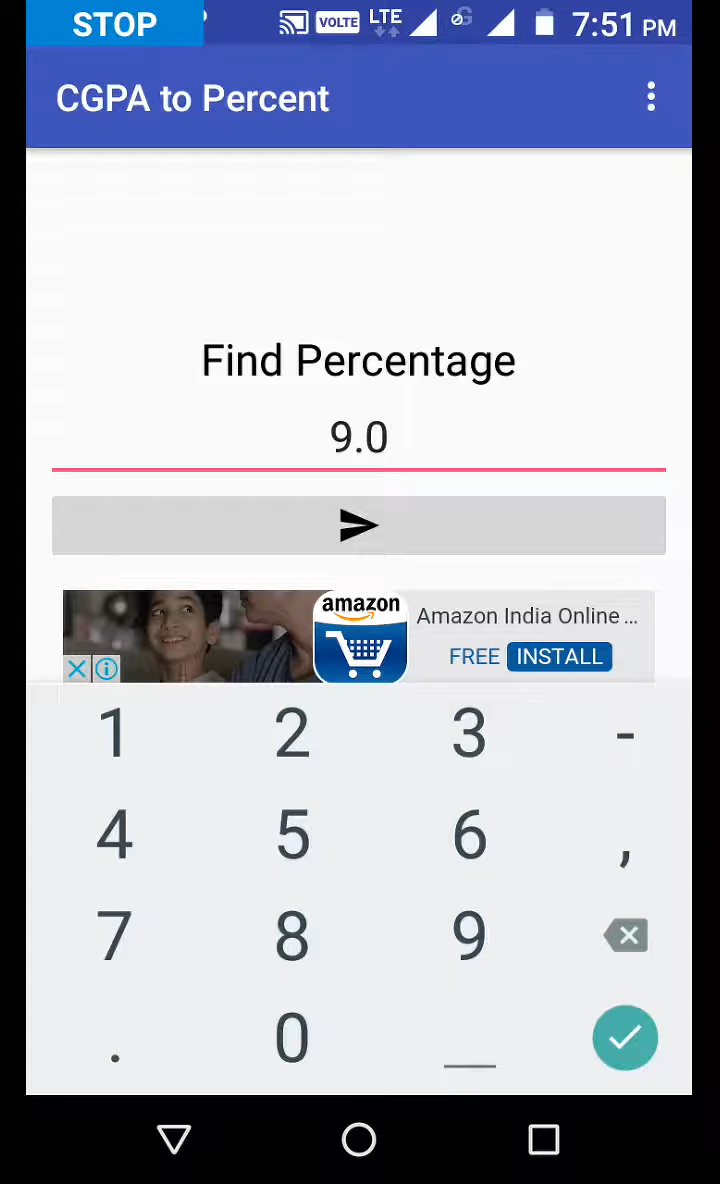 STOP VOLTE LTE G 7:51 PM
CGPA to Percent
Find Percentage
9.0
amazon
Amazon India Online ...
FREE INSTALL
1 2 3 -
4 5 6 ,
7 8 9
. 0 _